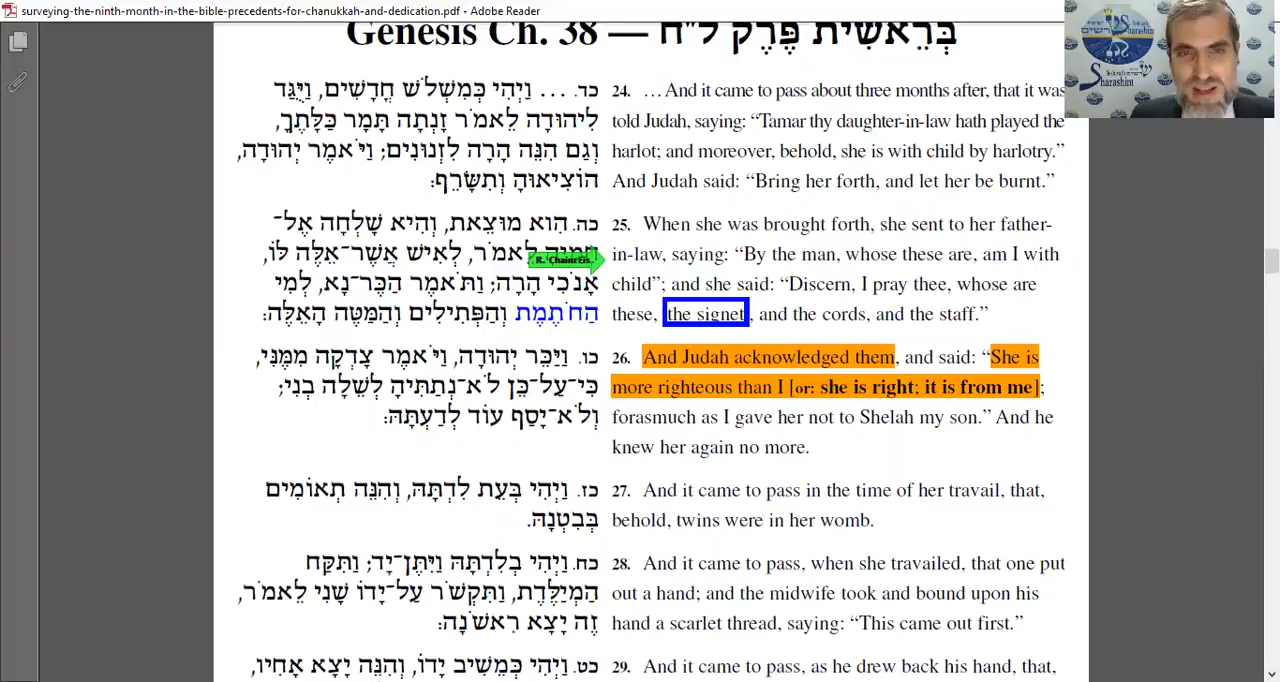 surveying-the-ninth-month-in-the-bible-precedents-for-chanukkah-and-dedication.pdf - Adobe Reader
Genesis Ch. 38 — בְּרֵאשִׁית פֶּרֶק ל"ח
כד. ... וַיְהִי כְּמִשְׁלֹשׁ חֳדָשִׁים, וַיֻּגַּד
לִיהוּדָה לֵאמֹר זָנְתָה תָּמָר כַּלָּתֶךָ,
וְגַם הִנֵּה הָרָה לִזְנוּנִים; וַיֹּאמֶר יְהוּדָה,
הוֹצִיאוּהָ וְתִשָּׂרֵף:
24. ... And it came to pass about three months after, that it was
told Judah, saying: “Tamar thy daughter-in-law hath played the
harlot; and moreover, behold, she is with child by harlotry.”
And Judah said: “Bring her forth, and let her be burnt.”
כה. הִוא מוּצֵאת, וְהִיא שָׁלְחָה אֶל־
לֵאמֹר, לְאִישׁ אֲשֶׁר־אֵלֶּה לּוֹ,
אָנֹכִי הָרָה; וַתֹּאמֶר הַכֶּר־נָא, לְמִי
הַחֹתֶמֶת וְהַפְּתִילִים וְהַמַּטֶּה הָאֵלֶּה:
R. Chaim Eis
25. When she was brought forth, she sent to her father-
in-law, saying: “By the man, whose these are, am I with
child”; and she said: “Discern, I pray thee, whose are
these, the signet, and the cords, and the staff.”
כו. וַיַּכֵּר יְהוּדָה, וַיֹּאמֶר צָדְקָה מִמֶּנִּי,
כִּי־עַל־כֵּן לֹא־נְתַתִּיהָ לְשֵׁלָה בְנִי;
וְלֹא־יָסַף עוֹד לְדַעְתָּהּ:
26. And Judah acknowledged them, and said: “She is
more righteous than I [or: she is right; it is from me];
forasmuch as I gave her not to Shelah my son.” And he
knew her again no more.
כז. וַיְהִי בְּעֵת לִדְתָּהּ, וְהִנֵּה תְאוֹמִים
בְּבִטְנָהּ.
27. And it came to pass in the time of her travail, that,
behold, twins were in her womb.
כח. וַיְהִי בְלִדְתָּהּ וַיִּתֶּן־יָד; וַתִּקַּח
הַמְיַלֶּדֶת, וַתִּקְשֹׁר עַל־יָדוֹ שָׁנִי לֵאמֹר,
זֶה יָצָא רִאשֹׁנָה:
28. And it came to pass, when she travailed, that one put
out a hand; and the midwife took and bound upon his
hand a scarlet thread, saying: “This came out first.”
כט. וַיְהִי כְּמֵשִׁיב יָדוֹ, וְהִנֵּה יָצָא אָחִיו,
29. And it came to pass, as he drew back his hand, that,
Sharashim